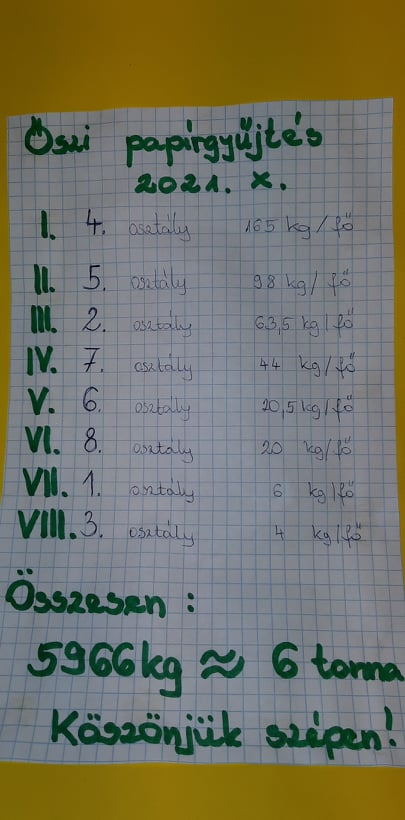 Őszi papírgyűjtés
2021. X.
I. 4. osztály 165 kg/fő
II. 5. osztály 98 kg/fő
III. 2. osztály 63,5 kg/fő
IV. 7. osztály 44 kg/fő
V. 6. osztály 20,5 kg/fő
VI. 8. osztály 20 kg/fő
VII. 1. osztály 6 kg/fő
VIII. 3. osztály 4 kg/fő
Összesen :
5966 kg ≈ 6 tonna
Köszönjük szépen!